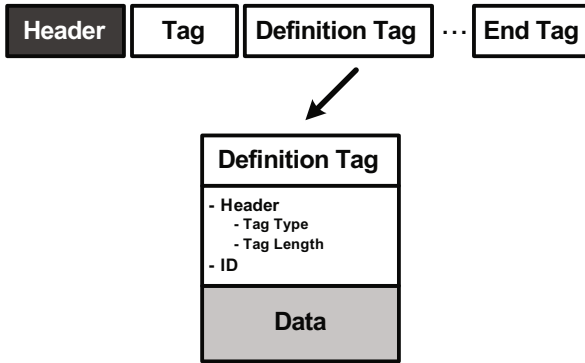 Header Tag Definition Tag ... End Tag
Definition Tag
- Header
- Tag Type
- Tag Length
- ID
Data